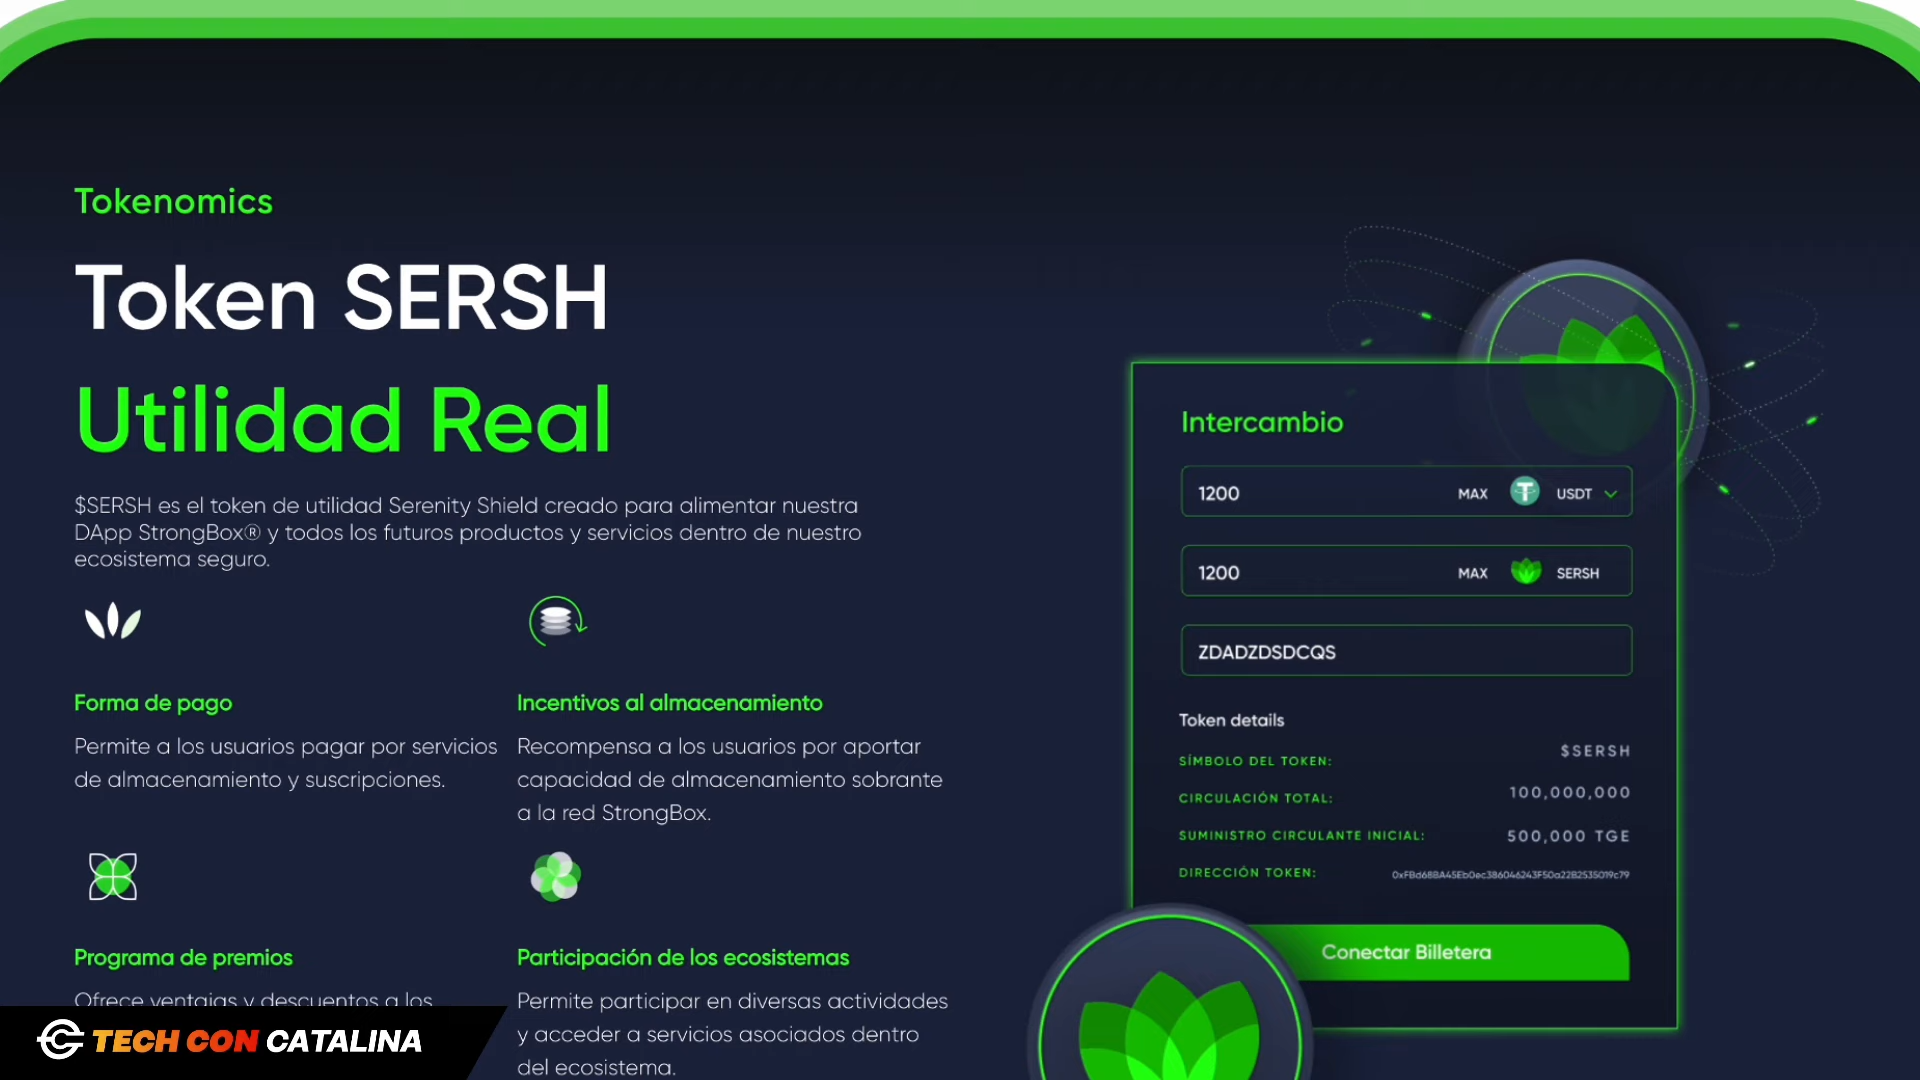 Tokenomics
Token SERSH
Utilidad Real
$SERSH es el token de utilidad Serenity Shield creado para alimentar nuestra
DApp StrongBox® y todos los futuros productos y servicios dentro de nuestro
ecosistema seguro.
Forma de pago
Permite a los usuarios pagar por servicios
de almacenamiento y suscripciones.
Incentivos al almacenamiento
Recompensa a los usuarios por aportar
capacidad de almacenamiento sobrante
a la red StrongBox.
Programa de premios
Ofrece ventajas y descuentos a los
Participación de los ecosistemas
Permite participar en diversas actividades
y acceder a servicios asociados dentro
del ecosistema.
Intercambio
1200 MAX USDT
1200 MAX SERSH
ZDADZDSDCQS
Token details
SÍMBOLO DEL TOKEN: $SERSH
CIRCULACIÓN TOTAL: 100,000,000
SUMINISTRO CIRCULANTE INICIAL: 500,000 TGE
DIRECCIÓN TOKEN:
Conectar Billetera
TECH CON CATALINA